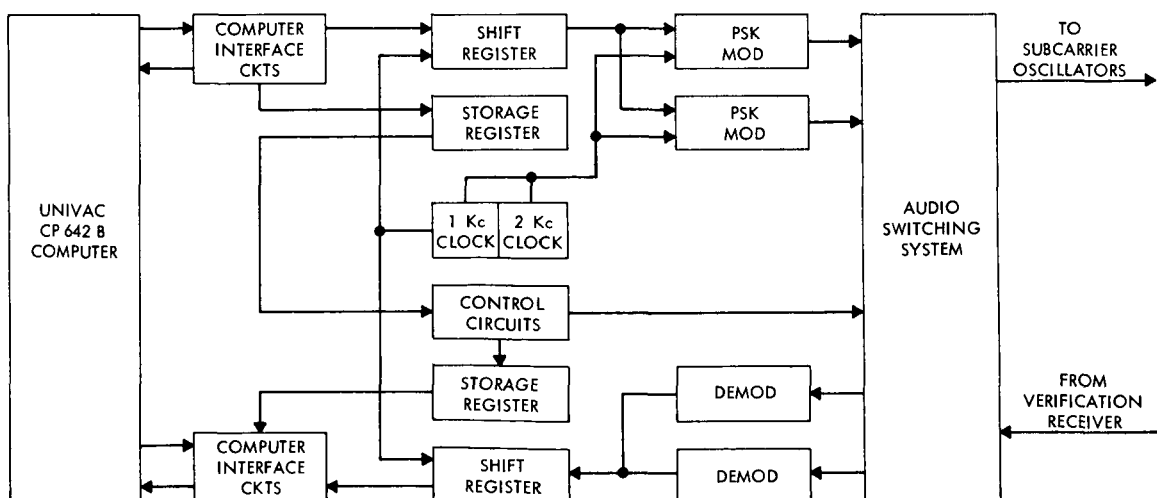 COMPUTER
INTERFACE
CKTS
SHIFT
REGISTER
PSK
MOD
TO
SUBCARRIER
OSCILLATORS
STORAGE
REGISTER
PSK
MOD
UNIVAC
CP 642 B
COMPUTER
1 Kc
CLOCK
2 Kc
CLOCK
AUDIO
SWITCHING
SYSTEM
CONTROL
CIRCUITS
STORAGE
REGISTER
DEMOD
FROM
VERIFICATION
RECEIVER
COMPUTER
INTERFACE
CKTS
SHIFT
REGISTER
DEMOD